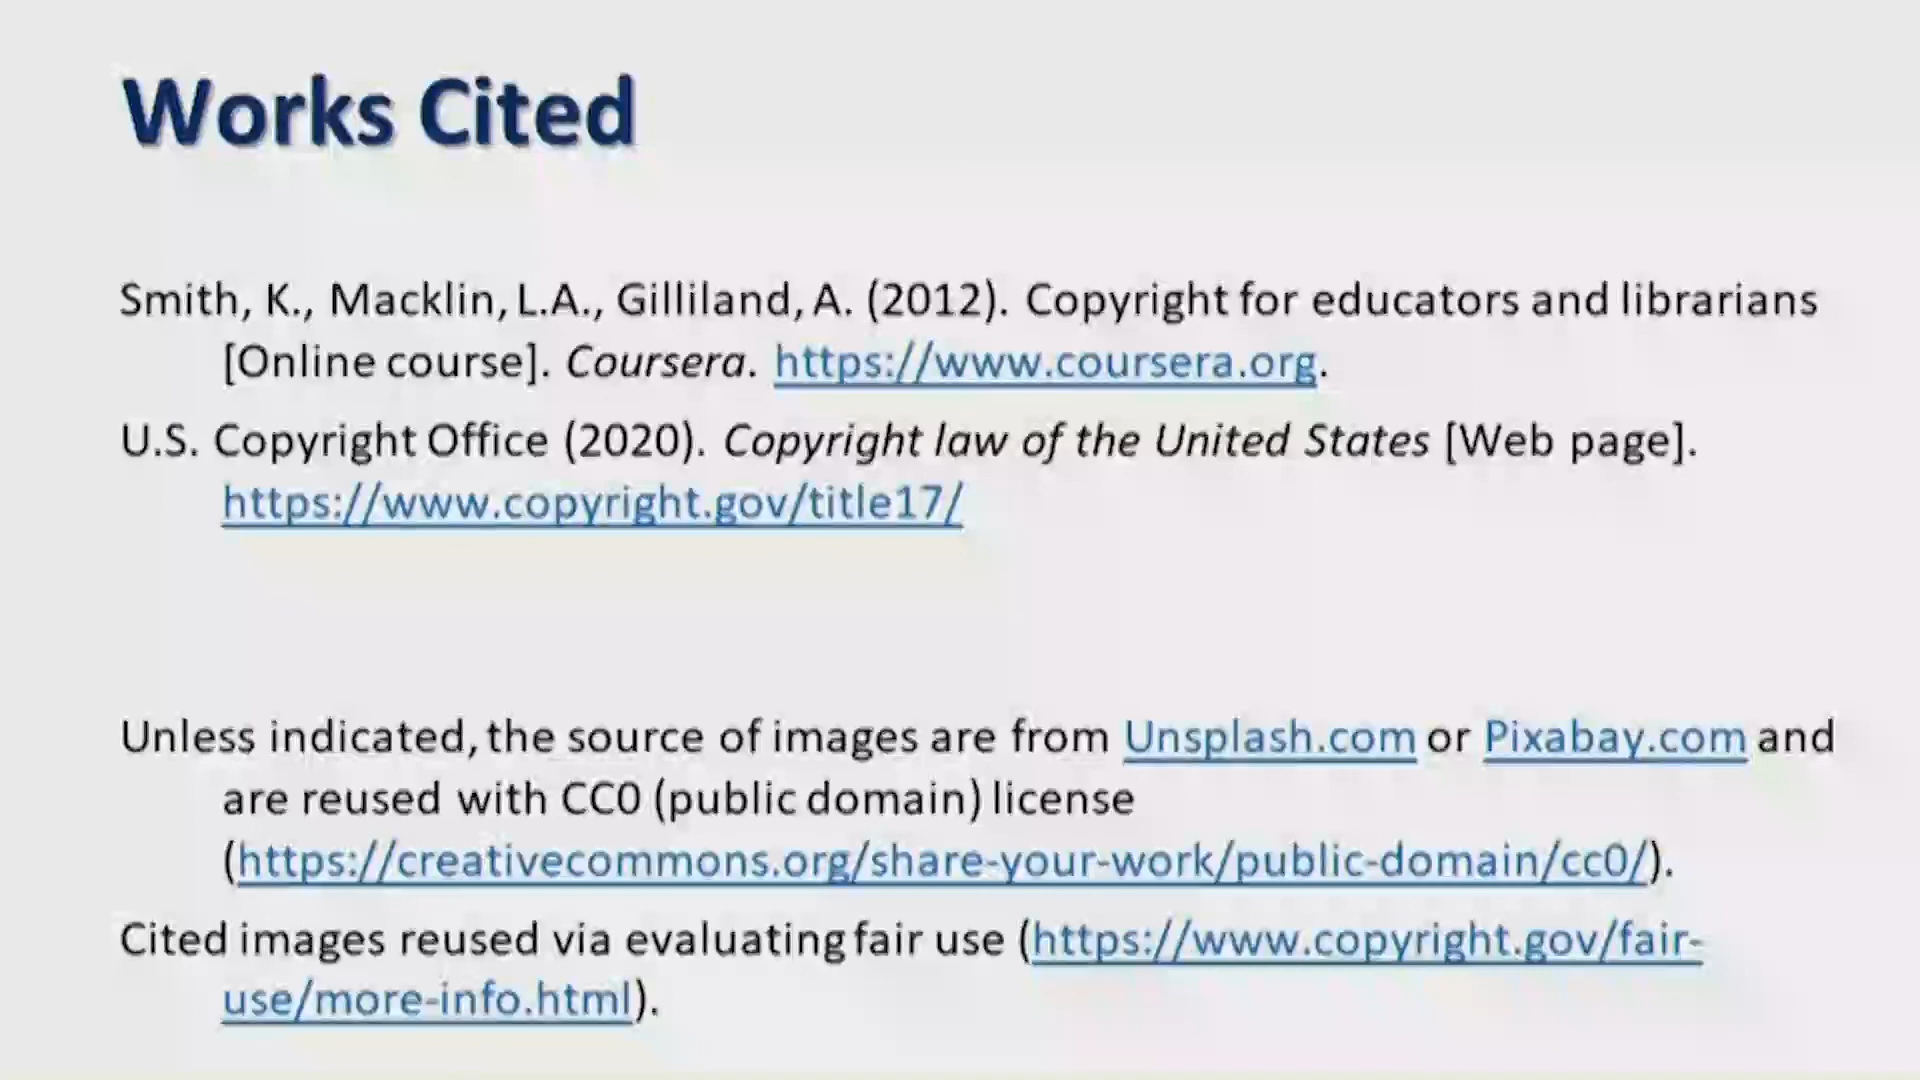 Works Cited
Smith, K., Macklin, L.A., Gilliland, A. (2012). Copyright for educators and librarians
[Online course]. Coursera. https://www.coursera.org.
U.S. Copyright Office (2020). Copyright law of the United States [Web page].
https://www.copyright.gov/title17/
Unless indicated, the source of images are from Unsplash.com or Pixabay.com and
are reused with CC0 (public domain) license
(https://creativecommons.org/share-your-work/public-domain/cc0/).
Cited images reused via evaluating fair use (https://www.copyright.gov/fair-
use/more-info.html).